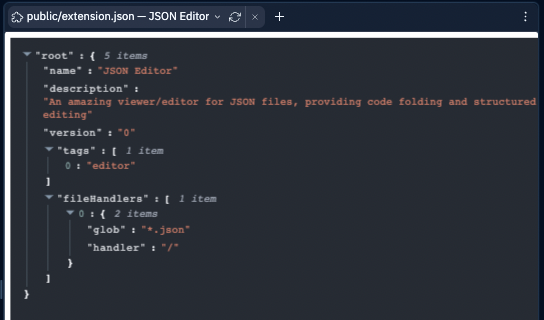 public/extension.json — JSON Editor
"root" : { 5 items
"name" : "JSON Editor"
"description" :
"An amazing viewer/editor for JSON files, providing code folding and structured
editing"
"version" : "0"
"tags" : [ 1 item
0 : "editor"
]
"fileHandlers" : [ 1 item
0 : { 2 items
"glob" : "*.json"
"handler" : "/"
}
]
}